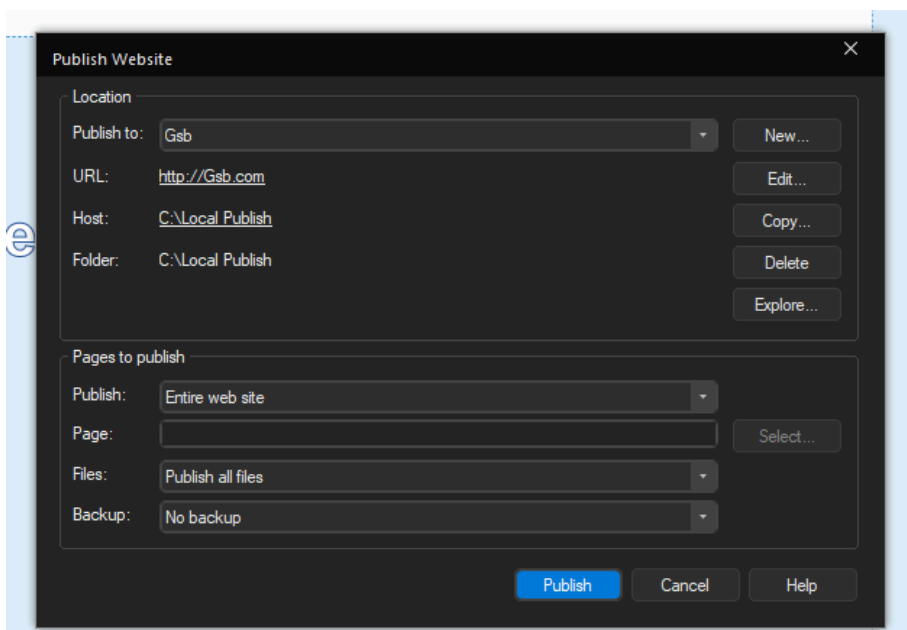 Publish Website
Location
Publish to: Gsb New...
URL: http://Gsb.com Edit...
Host: C:\Local Publish Copy...
Folder: C:\Local Publish Delete
Explore...
Pages to publish
Publish: Entire web site
Page: Select...
Files: Publish all files
Backup: No backup
Publish Cancel Help
e